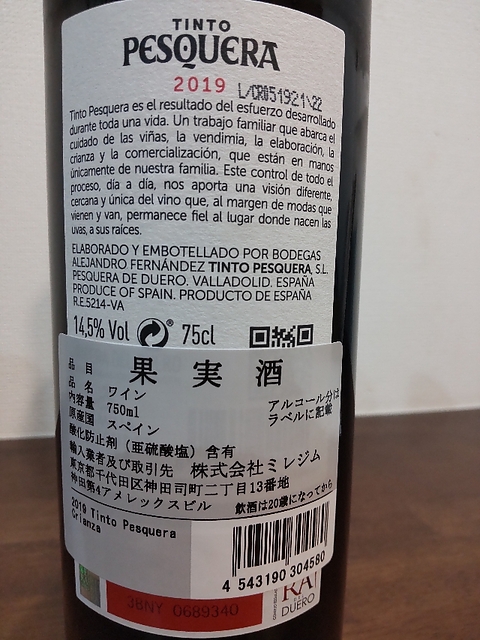 TINTO
PESQUERA
2019 L/CR051921\22
Tinto Pesquera es el resultado del esfuerzo desarrollado
durante toda una vida. Un trabajo familiar que abarca el
cuidado de las viñas, la vendimia, la elaboración, la
crianza y la comercialización, que están en manos
únicamente de nuestra familia. Este control de todo el
proceso, día a día, nos aporta una visión diferente,
cercana y única del vino que, al margen de modas que
vienen y van, permanece fiel al lugar donde nacen las
uvas, a sus raíces.
ELABORADO Y EMBOTELLADO POR BODEGAS
ALEJANDRO FERNÁNDEZ TINTO PESQUERA, S.L.
PESQUERA DE DUERO. VALLADOLID. ESPAÑA
PRODUCE OF SPAIN. PRODUCTO DE ESPAÑA
R.E.5214-VA
14,5% Vol ® 75cl
品目 果実酒
品名 ワイン
内容量 750ml
原産国 スペイン
アルコール分は
ラベルに記載
酸化防止剤(亜硫酸塩)含有
輸入業者及び取引先 株式会社ミレジム
東京都千代田区神田司町二丁目13番地
神田第4アメレックスビル 飲酒は20歳になってから
2019 Tinto Pesquera
Crianza
4 543190 304580
38NY 0689340
DUERO